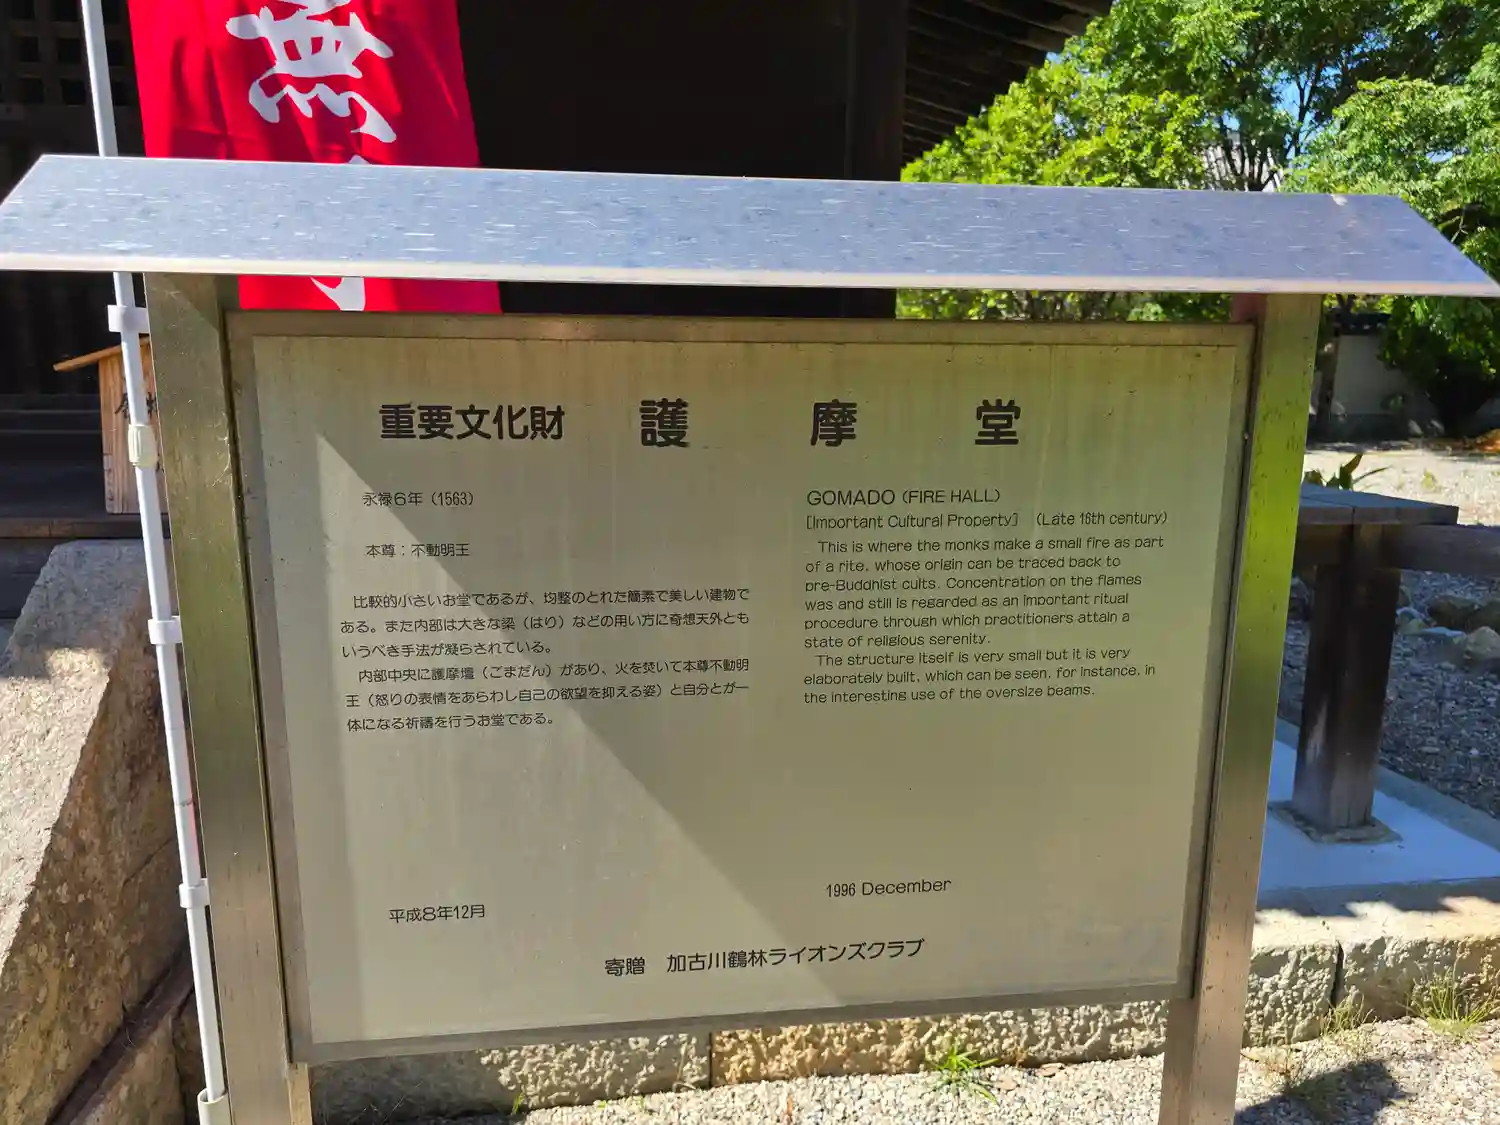 無
重要文化財 護摩堂
永禄6年（1563）
本尊：不動明王
比較的小さいお堂であるが、均整のとれた簡素で美しい建物で
ある。また内部は大きな梁（はり）などの用い方に奇想天外とも
いうべき手法が凝らされている。
内部中央に護摩壇（ごまだん）があり、火を焚いて本尊不動明
王（怒りの表情をあらわし自己の欲望を抑える姿）と自分とが一
体になる祈禱を行うお堂である。
平成8年12月
GOMADO (FIRE HALL)
[Important Cultural Property] (Late 16th century)
This is where the monks make a small fire as part
of a rite, whose origin can be traced back to
pre-Buddhist cults. Concentration on the flames
was and still is regarded as an important ritual
procedure through which practitioners attain a
state of religious serenity.
The structure itself is very small but it is very
elaborately built, which can be seen, for instance, in
the interesting use of the oversize beams.
1996 December
寄贈 加古川鶴林ライオンズクラブ